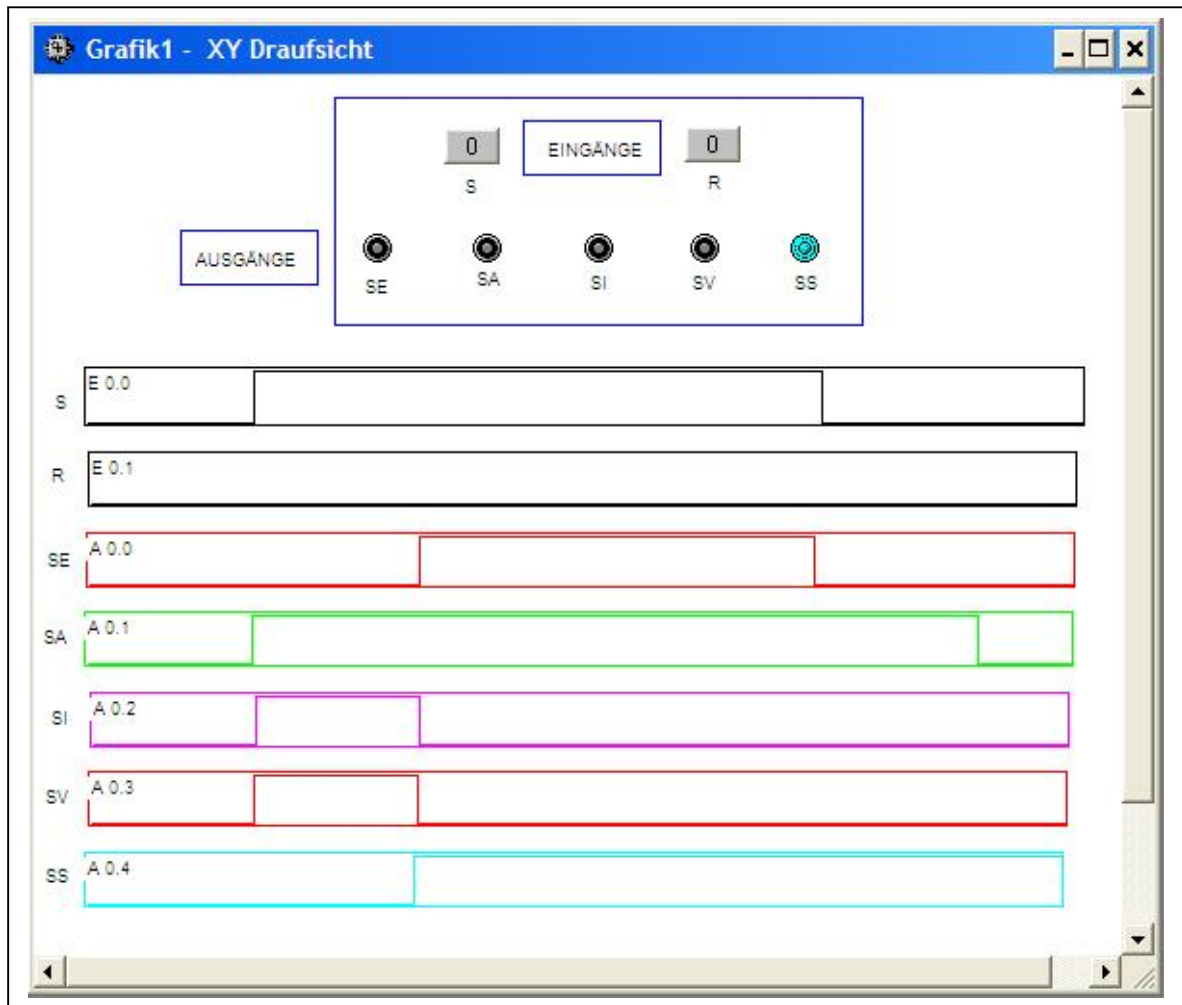 Grafik1 - XY Draufsicht
0 EINGÄNGE 0
S R
AUSGÄNGE
SE SA SI SV SS
S E 0.0
R E 0.1
SE A 0.0
SA A 0.1
SI A 0.2
SV A 0.3
SS A 0.4